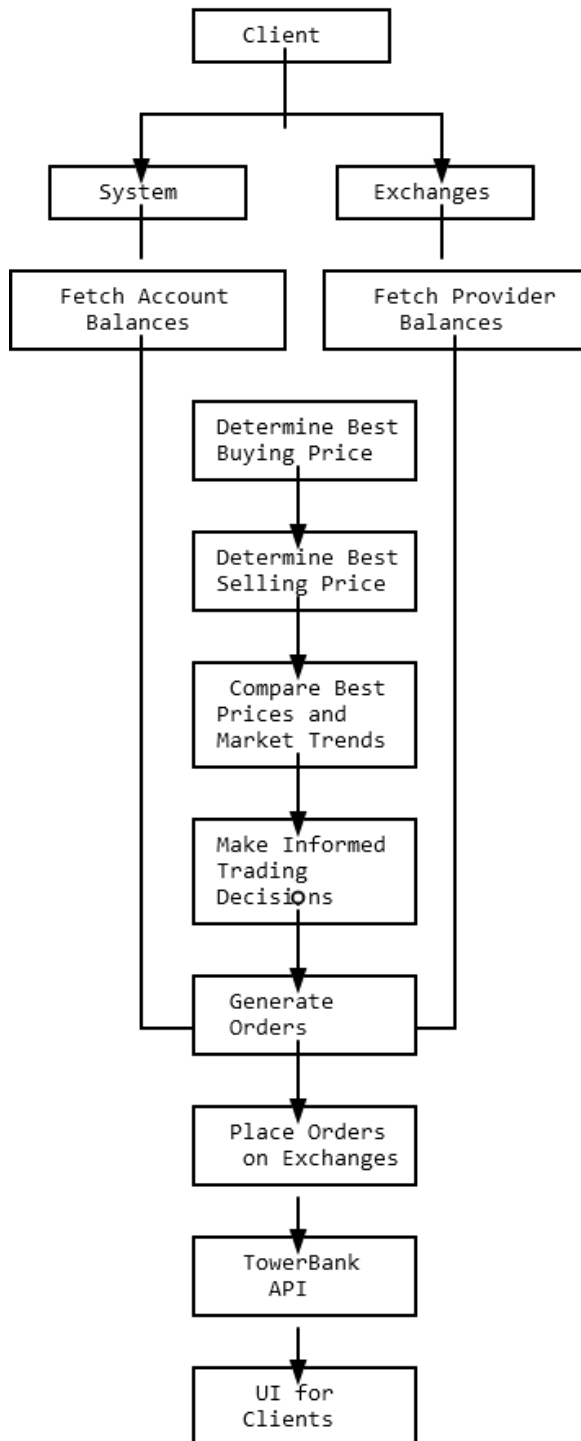 Client
System
Exchanges
Fetch Account
Balances
Fetch Provider
Balances
Determine Best
Buying Price
Determine Best
Selling Price
Compare Best
Prices and
Market Trends
Make Informed
Trading
Decisions
Generate
Orders
Place Orders
on Exchanges
TowerBank
API
UI for
Clients